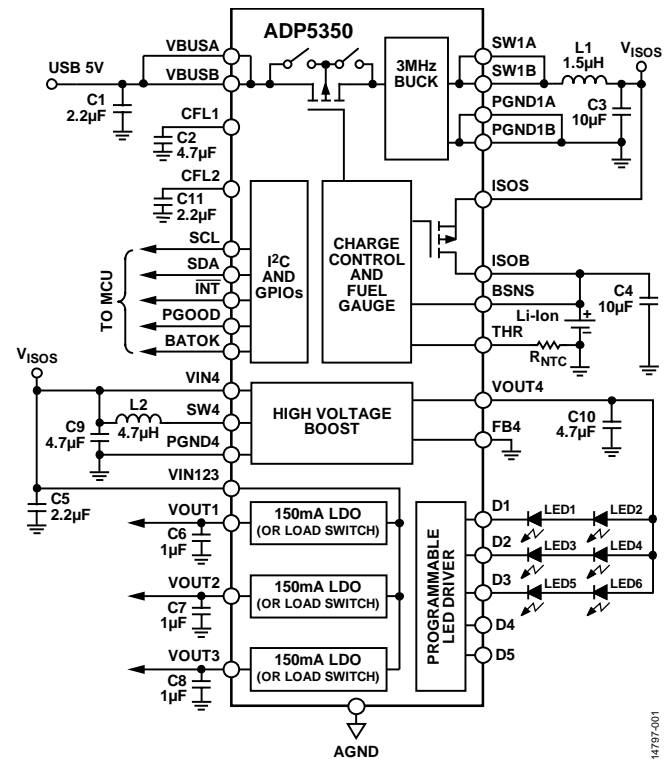 ADP5350
VBUSA
USB 5V
VBUSB
C1
2.2µF
CFL1
C2
4.7µF
CFL2
C11
2.2µF
3MHz
BUCK
SW1A
SW1B
L1
1.5µH
VISOS
PGND1A
PGND1B
C3
10µF
ISOS
SCL
SDA
INT
PGOOD
BATOK
TO MCU
I2C
AND
GPIOs
CHARGE
CONTROL
AND
FUEL
GAUGE
ISOB
BSNS
Li-Ion
+
–
THR
RNTC
C4
10µF
VISOS
VIN4
L2
4.7µH
SW4
C9
4.7µF
PGND4
HIGH VOLTAGE
BOOST
VOUT4
C10
4.7µF
FB4
VIN123
C5
2.2µF
VOUT1
C6
1µF
150mA LDO
(OR LOAD SWITCH)
VOUT2
C7
1µF
150mA LDO
(OR LOAD SWITCH)
VOUT3
C8
1µF
150mA LDO
(OR LOAD SWITCH)
PROGRAMMABLE
LED DRIVER
D1
LED1
LED2
D2
LED3
LED4
D3
LED5
LED6
D4
D5
AGND
14797-001